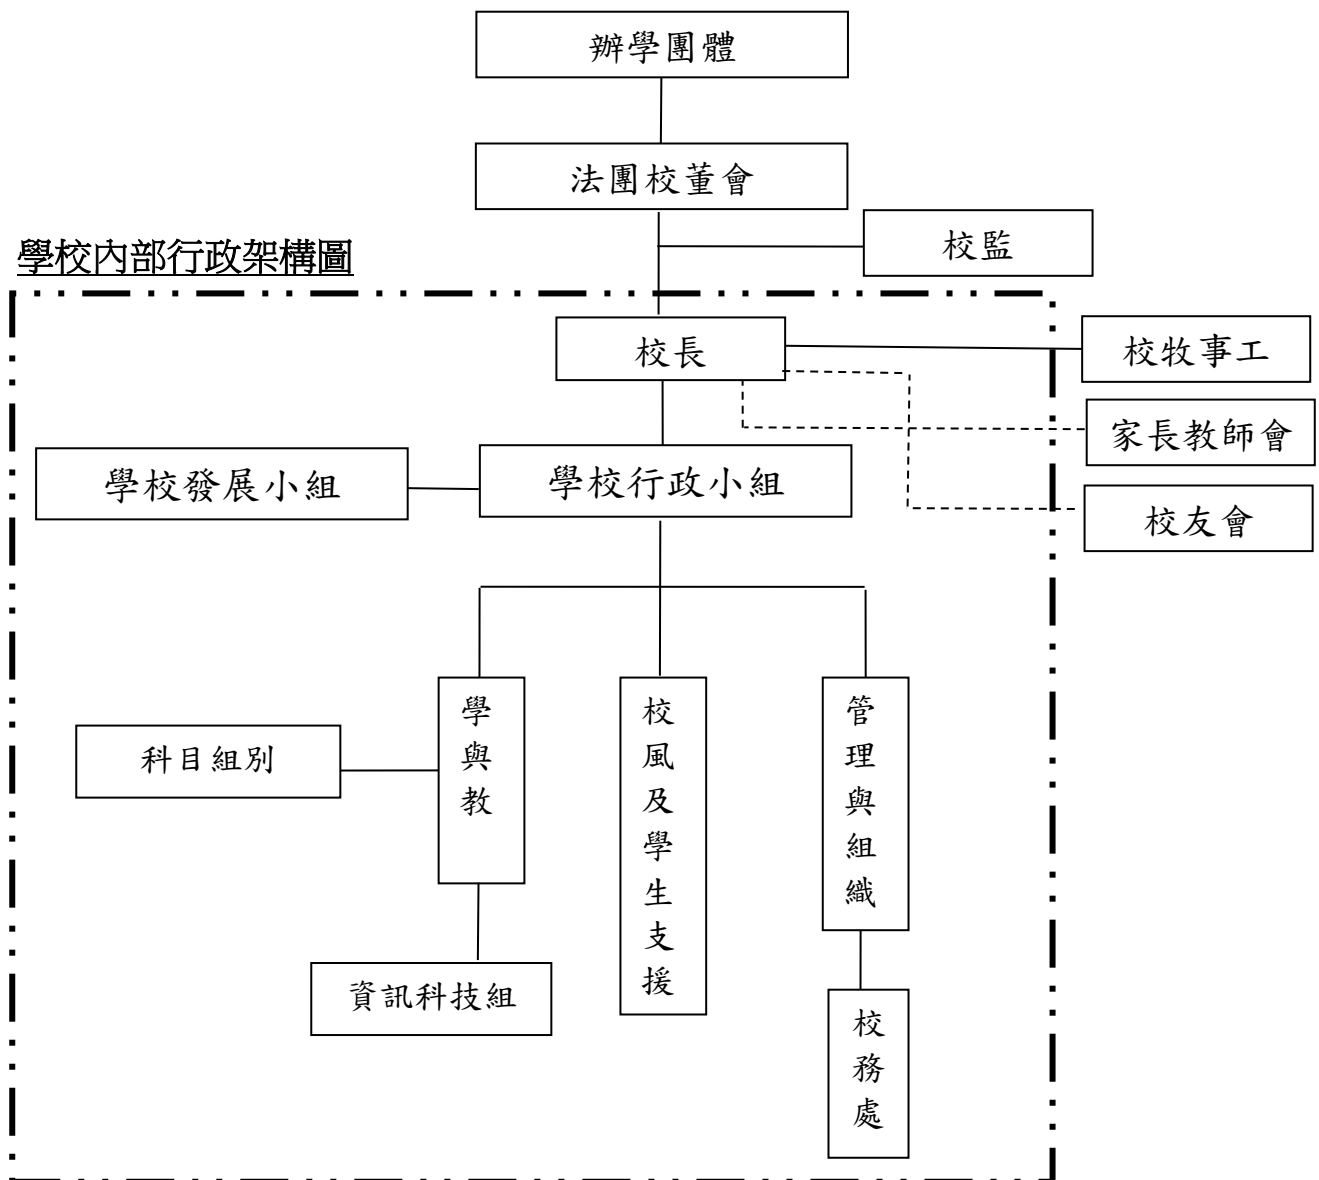 辦學團體
法團校董會
校監
學校內部行政架構圖
校長
校牧事工
家長教師會
學校發展小組
學校行政小組
校友會
學與教
校風及學生支援
管理與組織
科目組別
資訊科技組
校務處